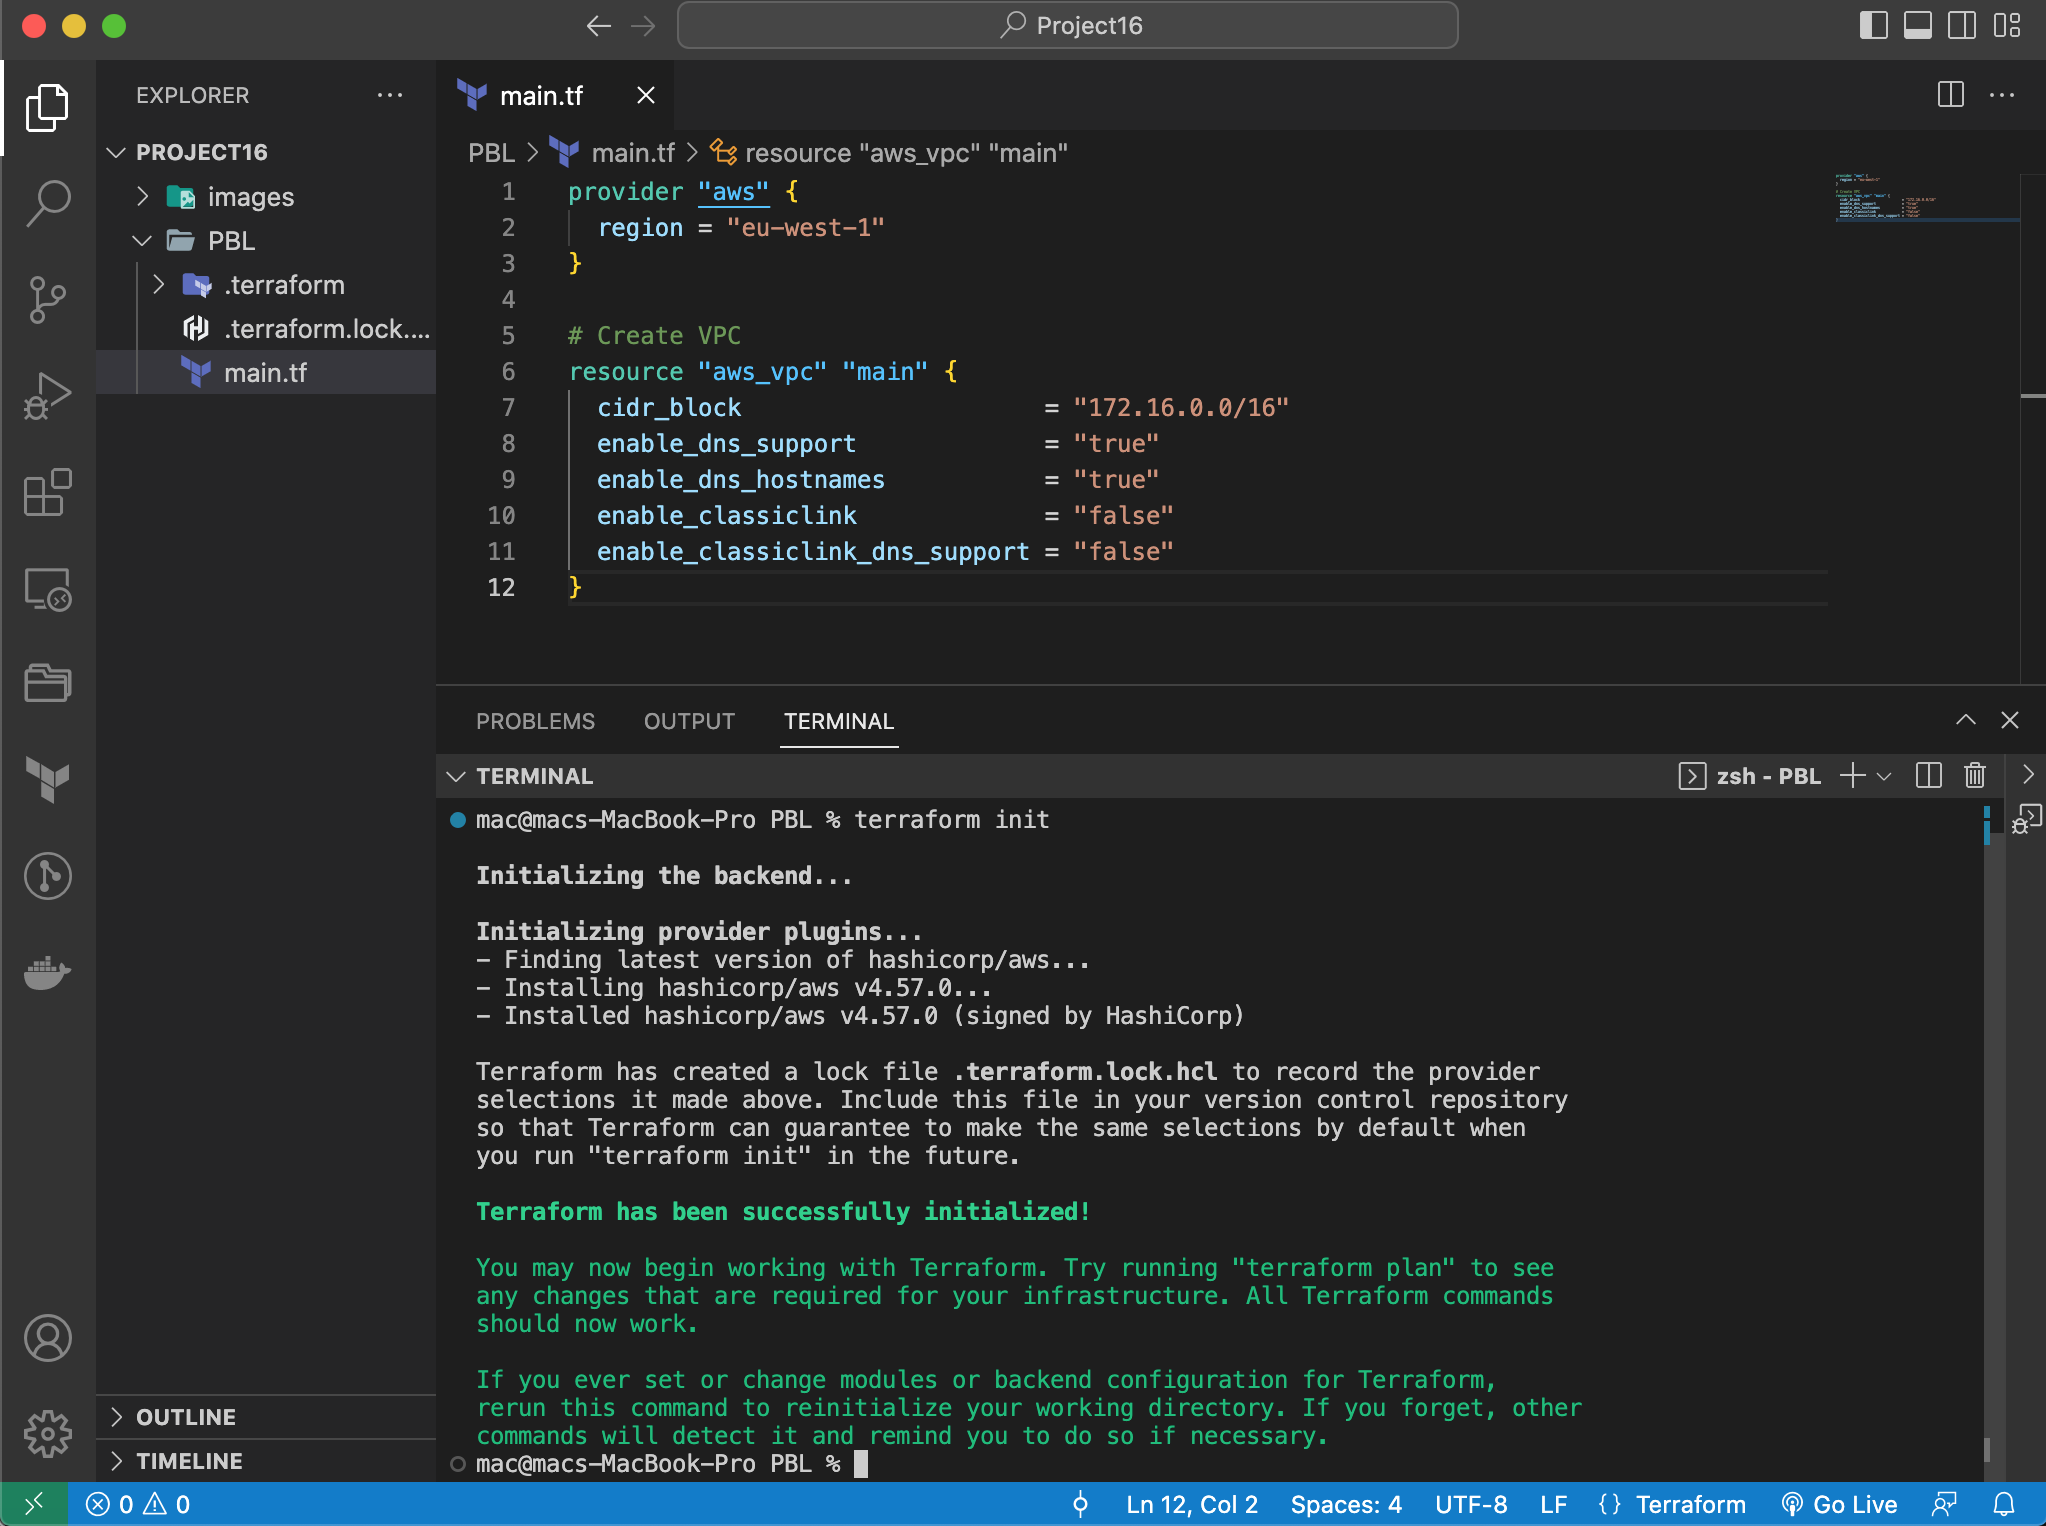 Project16
EXPLORER
PROJECT16
images
PBL
.terraform
.terraform.lock....
main.tf
OUTLINE
TIMELINE
main.tf
PBL > main.tf > resource "aws_vpc" "main"
1 provider "aws" {
2 region = "eu-west-1"
3 }
4
5 # Create VPC
6 resource "aws_vpc" "main" {
7 cidr_block = "172.16.0.0/16"
8 enable_dns_support = "true"
9 enable_dns_hostnames = "true"
10 enable_classiclink = "false"
11 enable_classiclink_dns_support = "false"
12 }
PROBLEMS OUTPUT TERMINAL
TERMINAL
zsh - PBL
mac@macs-MacBook-Pro PBL % terraform init
Initializing the backend...
Initializing provider plugins...
- Finding latest version of hashicorp/aws...
- Installing hashicorp/aws v4.57.0...
- Installed hashicorp/aws v4.57.0 (signed by HashiCorp)
Terraform has created a lock file .terraform.lock.hcl to record the provider
selections it made above. Include this file in your version control repository
so that Terraform can guarantee to make the same selections by default when
you run "terraform init" in the future.
Terraform has been successfully initialized!
You may now begin working with Terraform. Try running "terraform plan" to see
any changes that are required for your infrastructure. All Terraform commands
should now work.
If you ever set or change modules or backend configuration for Terraform,
rerun this command to reinitialize your working directory. If you forget, other
commands will detect it and remind you to do so if necessary.
mac@macs-MacBook-Pro PBL %
0 0 Ln 12, Col 2 Spaces: 4 UTF-8 LF {} Terraform Go Live